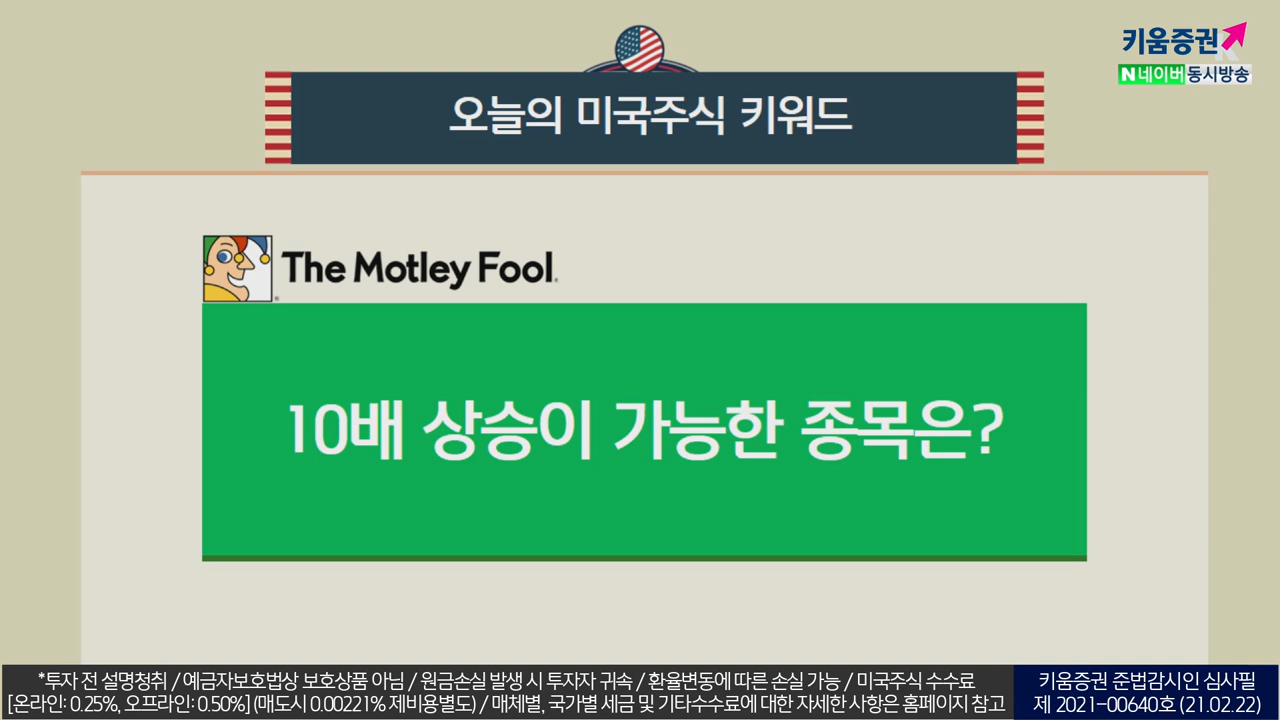 키움증권
N 네이버 동시방송
오늘의 미국주식 키워드
The Motley Fool.
10배 상승이 가능한 종목은?
*투자 전 설명청취 / 예금자보호법상 보호상품 아님 / 원금손실 발생 시 투자자 귀속 / 환율변동에 따른 손실 가능 / 미국주식 수수료
[온라인: 0.25%, 오프라인: 0.50%] (매도시 0.00221% 제비용별도) / 매체별, 국가별 세금 및 기타수수료에 대한 자세한 사항은 홈페이지 참고
키움증권 준법감시인 심사필
제 2021-00640호 (21.02.22)